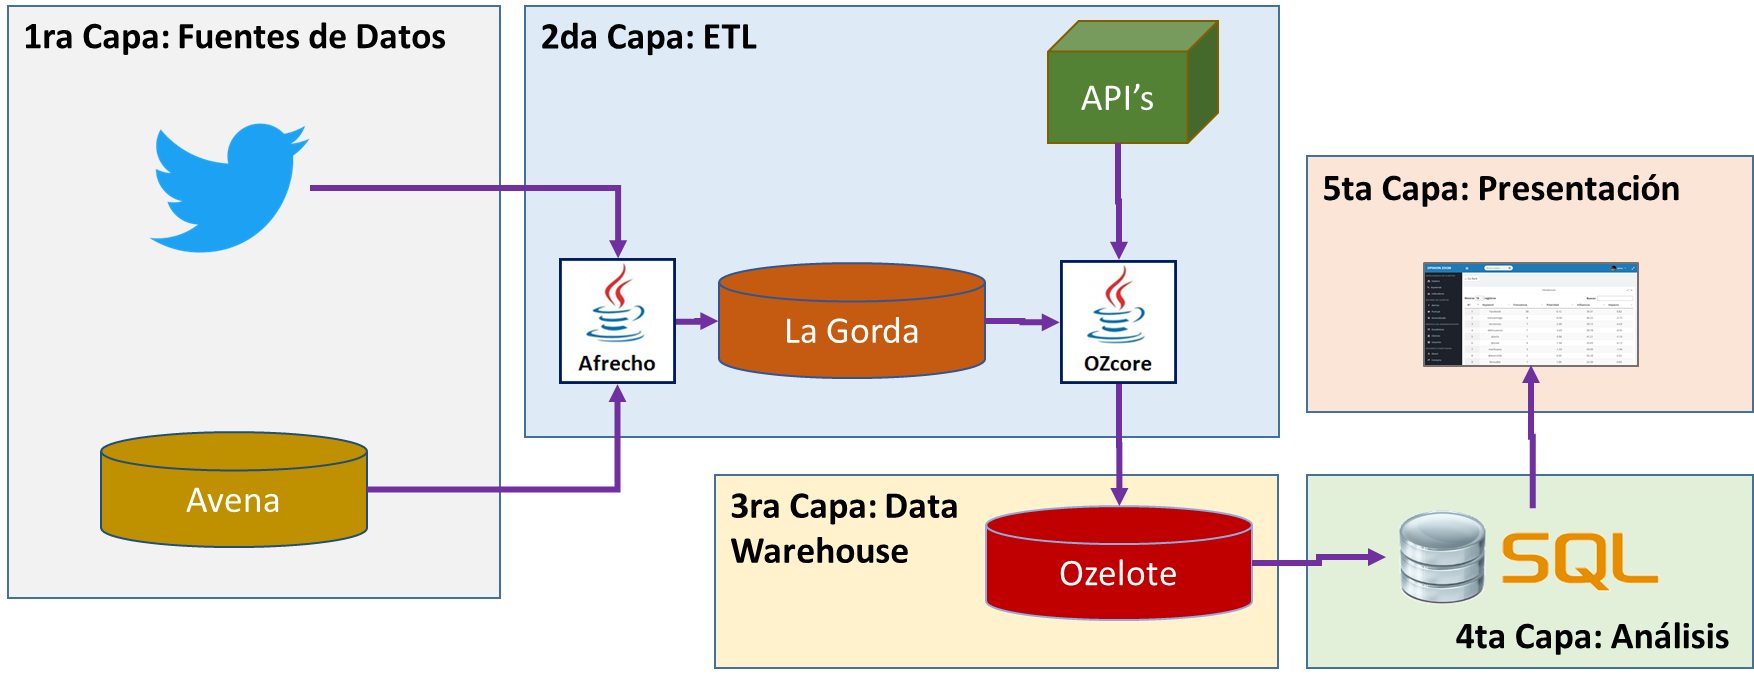 1ra Capa: Fuentes de Datos
Avena
2da Capa: ETL
API's
Afrecho
La Gorda
OZcore
3ra Capa: Data
Warehouse
Ozelote
SQL
4ta Capa: Análisis
5ta Capa: Presentación